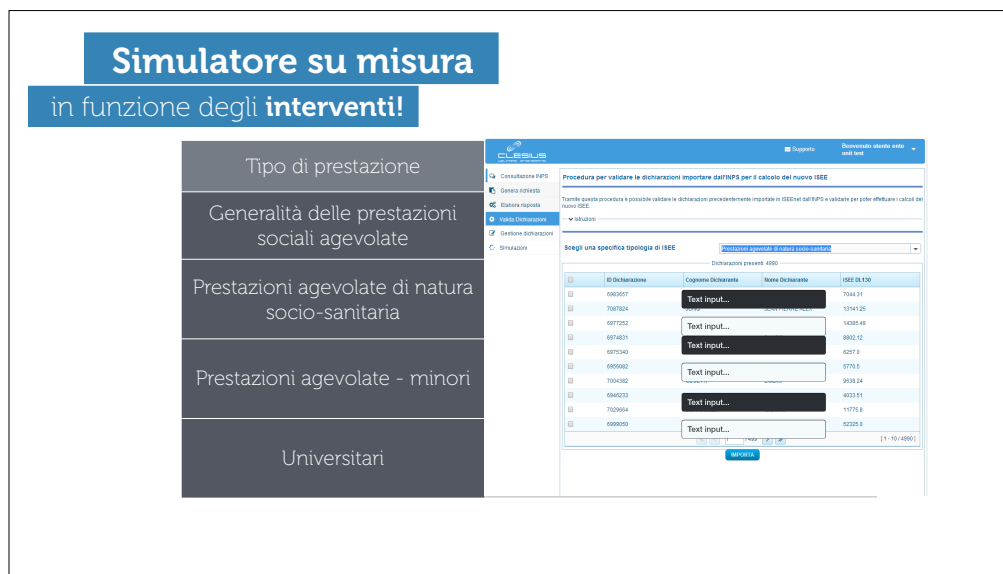 Simulatore su misura
in funzione degli interventi!
Tipo di prestazione
Generalità delle prestazioni
sociali agevolate
Prestazioni agevolate di natura
socio-sanitaria
Prestazioni agevolate - minori
Universitari
CLESIUS
Supporto
Benvenuto utente ente
unit test
Consultazione INPS
Genera richiesta
Elabora risposta
Valida Dichiarazioni
Gestione dichiarazioni
Simulazioni
Procedura per validare le dichiarazioni importare dall'INPS per il calcolo del nuovo ISEE
Tramite questa procedura è possibile validare le dichiarazioni precedentemente importate in ISEEnet dall'INPS e validarle per poter effettuare i calcoli del
nuovo ISEE.
Istruzioni
Scegli una specifica tipologia di ISEE
Prestazioni agevolate di natura socio-sanitaria
Dichiarazioni presenti: 4990
ID Dichiarazione Cognome Dichiarante Nome Dichiarante ISEE DL130
6983657 Text input... 7044.31
7087824 13141.25
6977252 Text input... 14385.49
6974831 8802.12
Text input...
6975340 6257.9
6956082 Text input... 5770.5
7004382 9638.24
6946233 Text input... 4033.51
7029664 11775.8
6999050 Text input... 52325.0
1 / 499
[ 1 - 10 / 4990 ]
IMPORTA